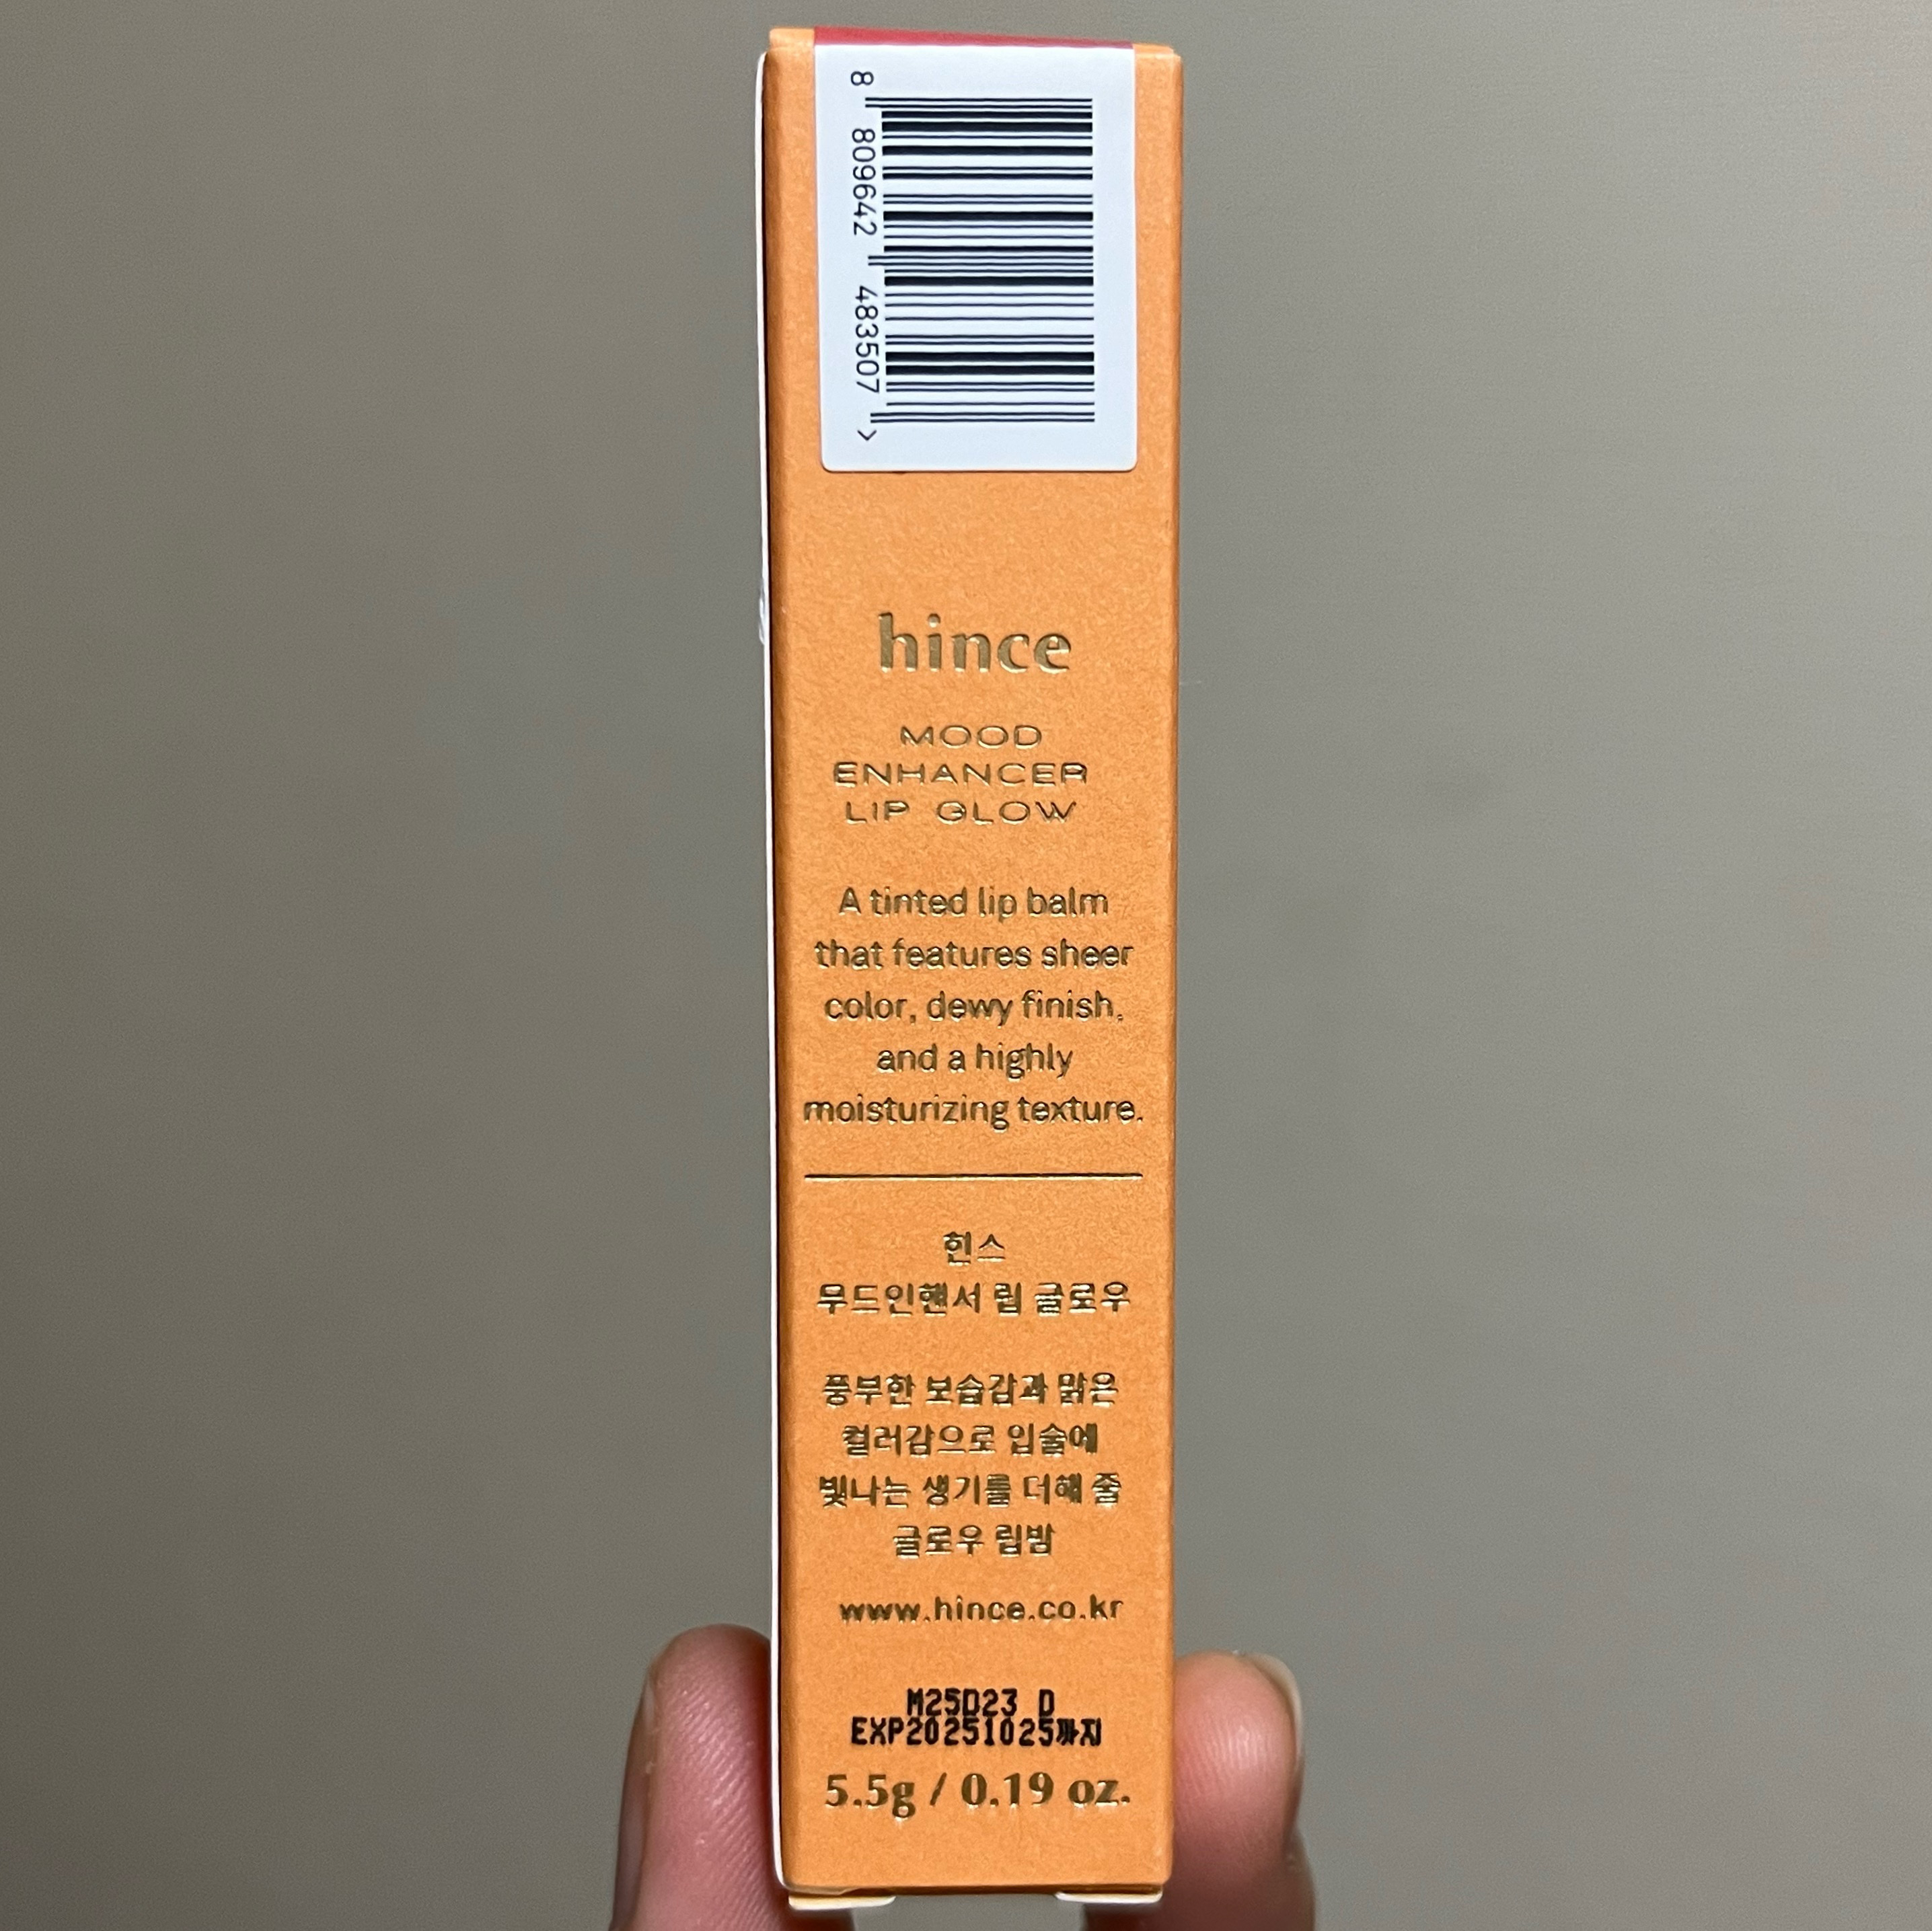 8 809642 483507 >
hince
MOOD
ENHANCER
LIP GLOW
A tinted lip balm
that features sheer
color, dewy finish,
and a highly
moisturizing texture.
힌스
무드인핸서 립 글로우
풍부한 보습감과 맑은
컬러감으로 입술에
빛나는 생기를 더해 줄
글로우 립밤
www.hince.co.kr
M25D23 D
EXP20251025까지
5.5g / 0.19 oz.